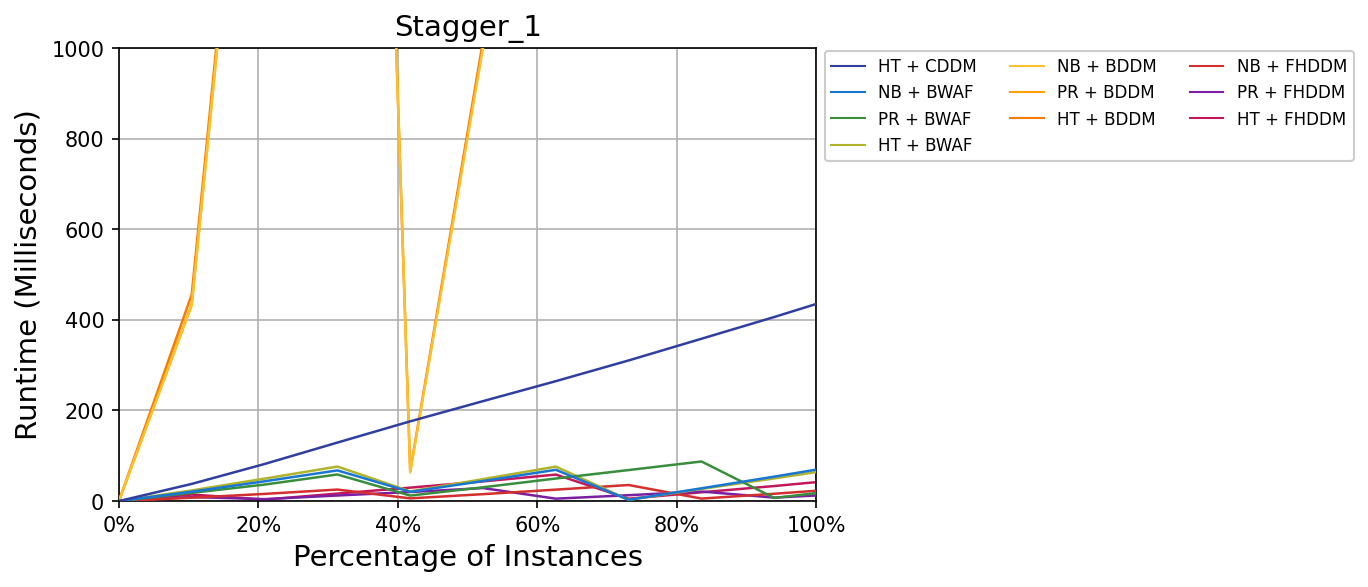 Stagger_1
Runtime (Milliseconds)
1000
800
600
400
200
0
0% 20% 40% 60% 80% 100%
Percentage of Instances
HT + CDDM
NB + BWAF
PR + BWAF
HT + BWAF
NB + BDDM
PR + BDDM
HT + BDDM
NB + FHDDM
PR + FHDDM
HT + FHDDM